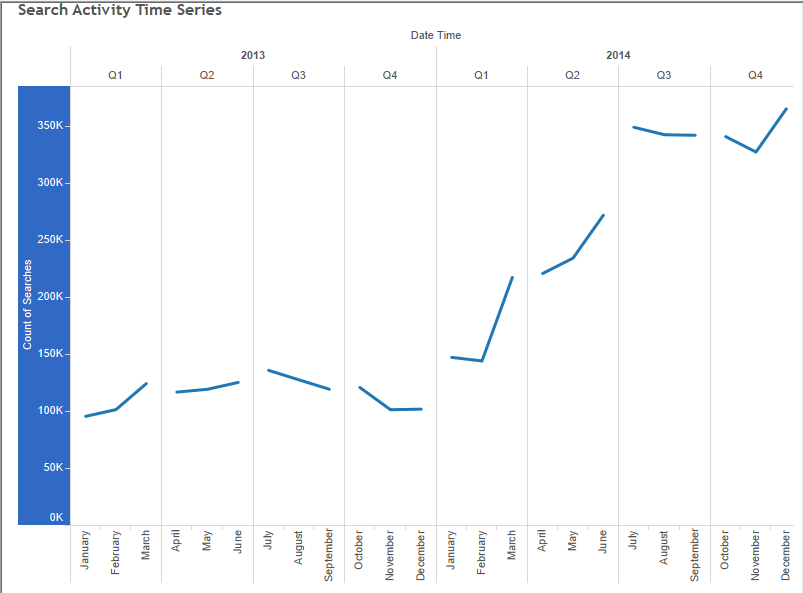 Search Activity Time Series
Date Time
2013 2014
Q1 Q2 Q3 Q4 Q1 Q2 Q3 Q4
350K
300K
250K
200K
150K
100K
50K
0K
Count of Searches
January February March April May June July August September October November December January February March April May June July August September October November December